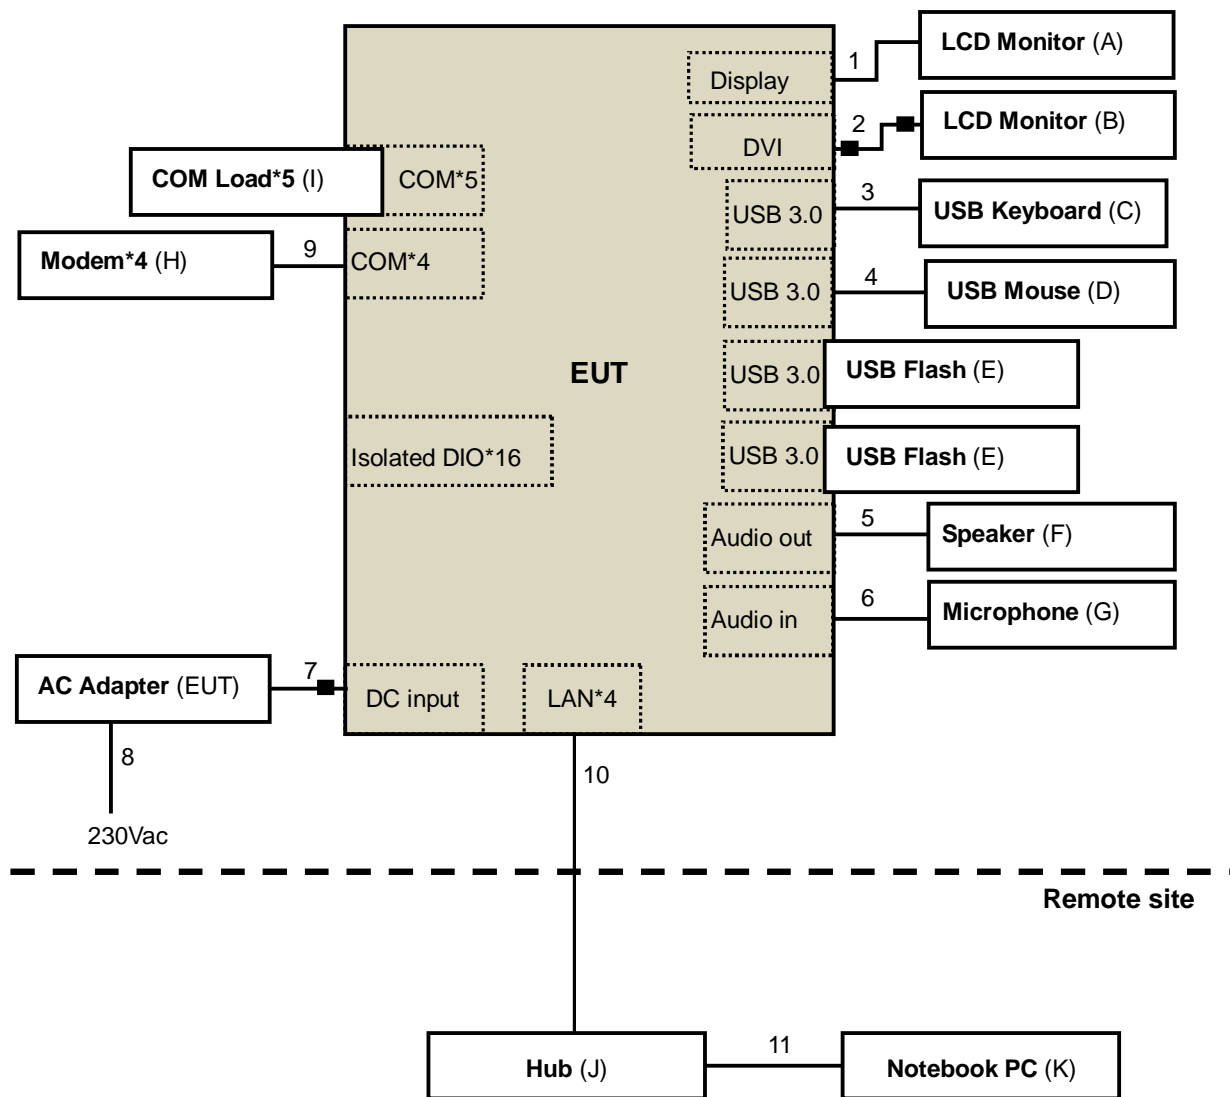 LCD Monitor (A)
1
Display
LCD Monitor (B)
2
DVI
COM Load*5 (I)
COM*5
3
USB 3.0
USB Keyboard (C)
Modem*4 (H)
9
COM*4
4
USB 3.0
USB Mouse (D)
EUT
USB 3.0
USB Flash (E)
Isolated DIO*16
USB 3.0
USB Flash (E)
5
Audio out
Speaker (F)
6
Audio in
Microphone (G)
AC Adapter (EUT)
7
DC input
LAN*4
8
10
230Vac
Remote site
Hub (J)
11
Notebook PC (K)